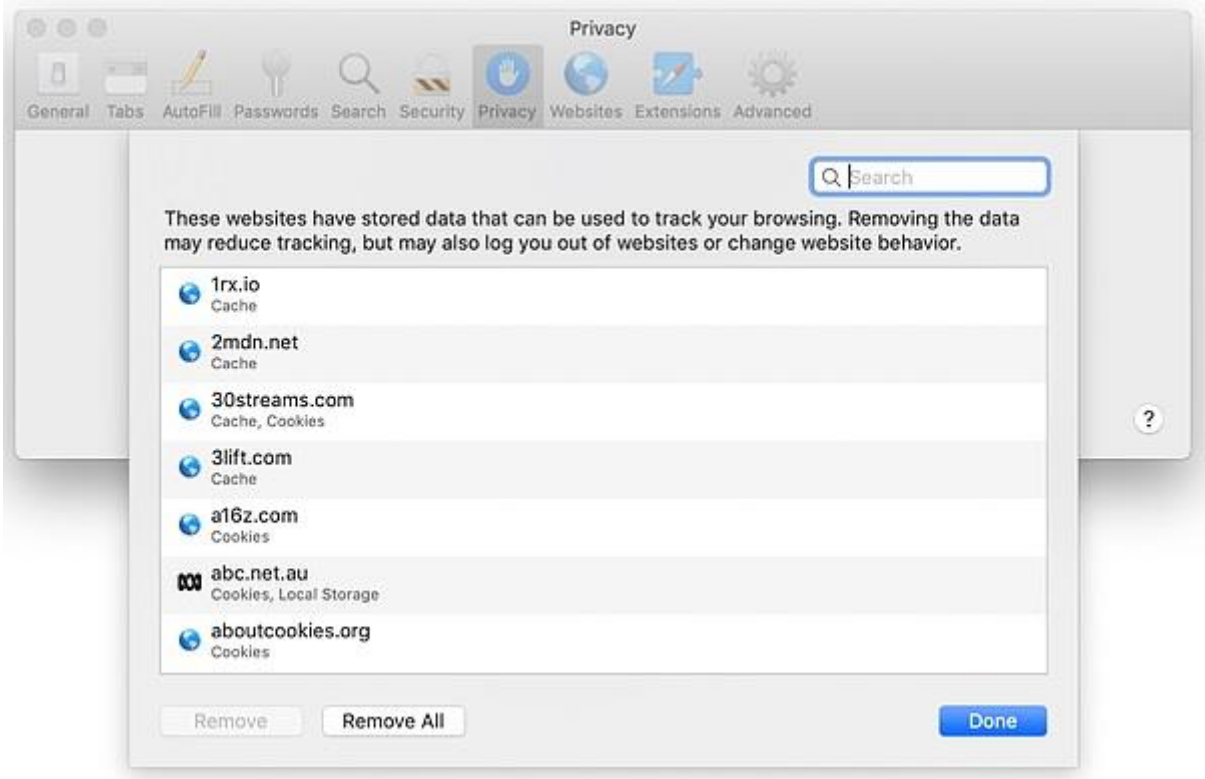 Privacy
General Tabs AutoFill Passwords Search Security Privacy Websites Extensions Advanced
Search
These websites have stored data that can be used to track your browsing. Removing the data
may reduce tracking, but may also log you out of websites or change website behavior.
1rx.io
Cache
2mdn.net
Cache
30streams.com
Cache, Cookies
?
3lift.com
Cache
a16z.com
Cookies
abc.net.au
Cookies, Local Storage
aboutcookies.org
Cookies
Remove Remove All Done